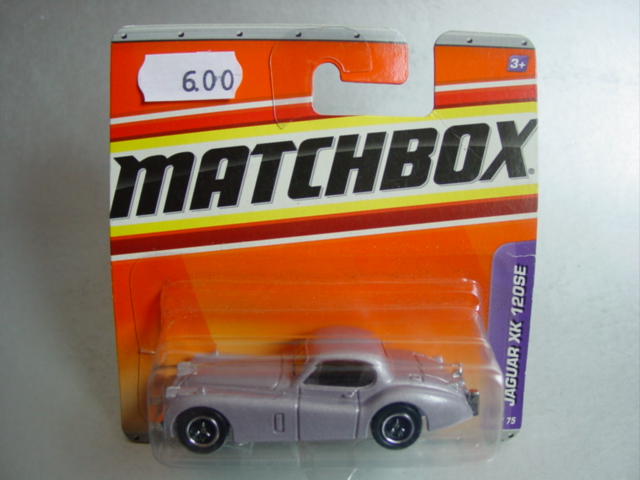 6.00
3+
MATCHBOX
JAGUAR XK 120SE
75